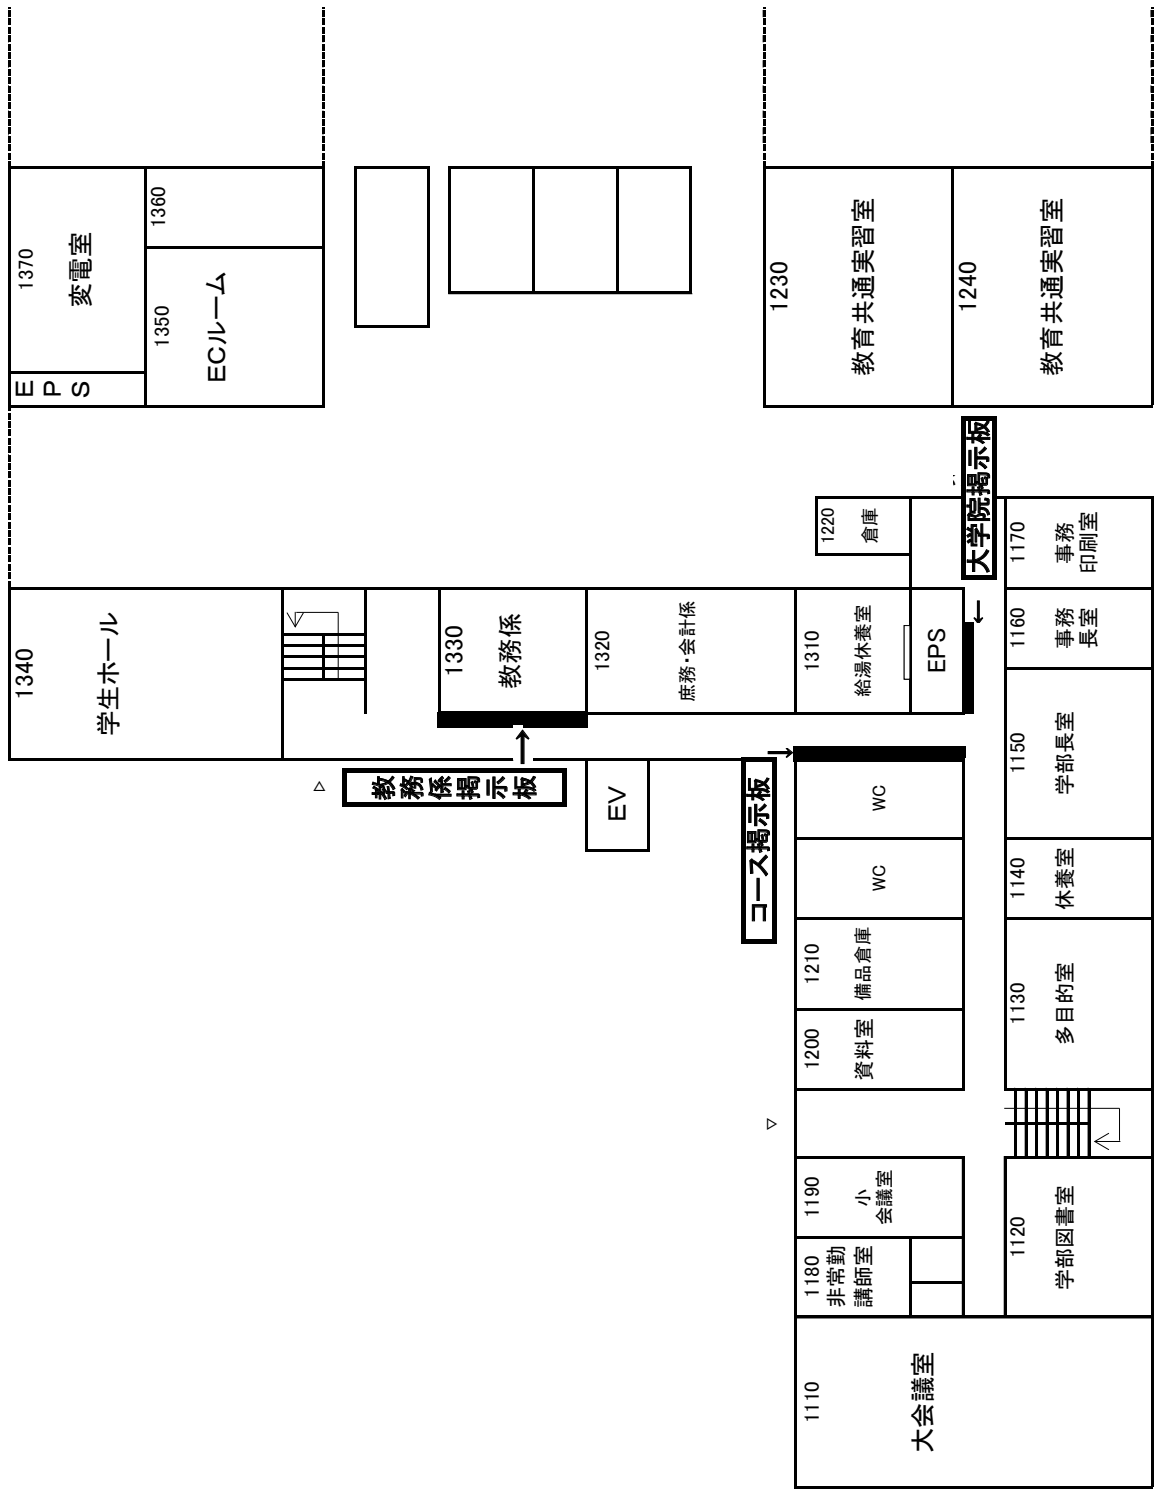 1370
変電室
EPS
1360
1350
ECルーム
1230
教育共通実習室
1240
教育共通実習室
大学院掲示板
1340
学生ホール
1330
教務係
教務係掲示板
1320
庶務・会計係
EV
1310
給湯休養室
EPS
1220
倉庫
コース掲示板
1170
事務
印刷室
1160
事務
長室
1150
学部長室
1140
休養室
1130
多目的室
WC
WC
1210
備品倉庫
1200
資料室
1190
小
会議室
1180
非常勤
講師室
1120
学部図書室
1110
大会議室